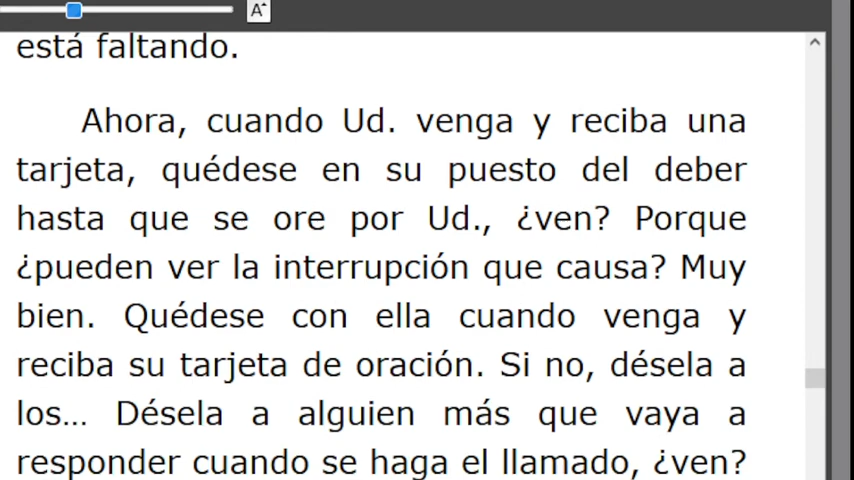 A
está faltando.
Ahora, cuando Ud. venga y reciba una
tarjeta, quédese en su puesto del deber
hasta que se ore por Ud., ¿ven? Porque
¿pueden ver la interrupción que causa? Muy
bien. Quédese con ella cuando venga y
reciba su tarjeta de oración. Si no, désela a
los... Désela a alguien más que vaya a
responder cuando se haga el llamado, ¿ven?